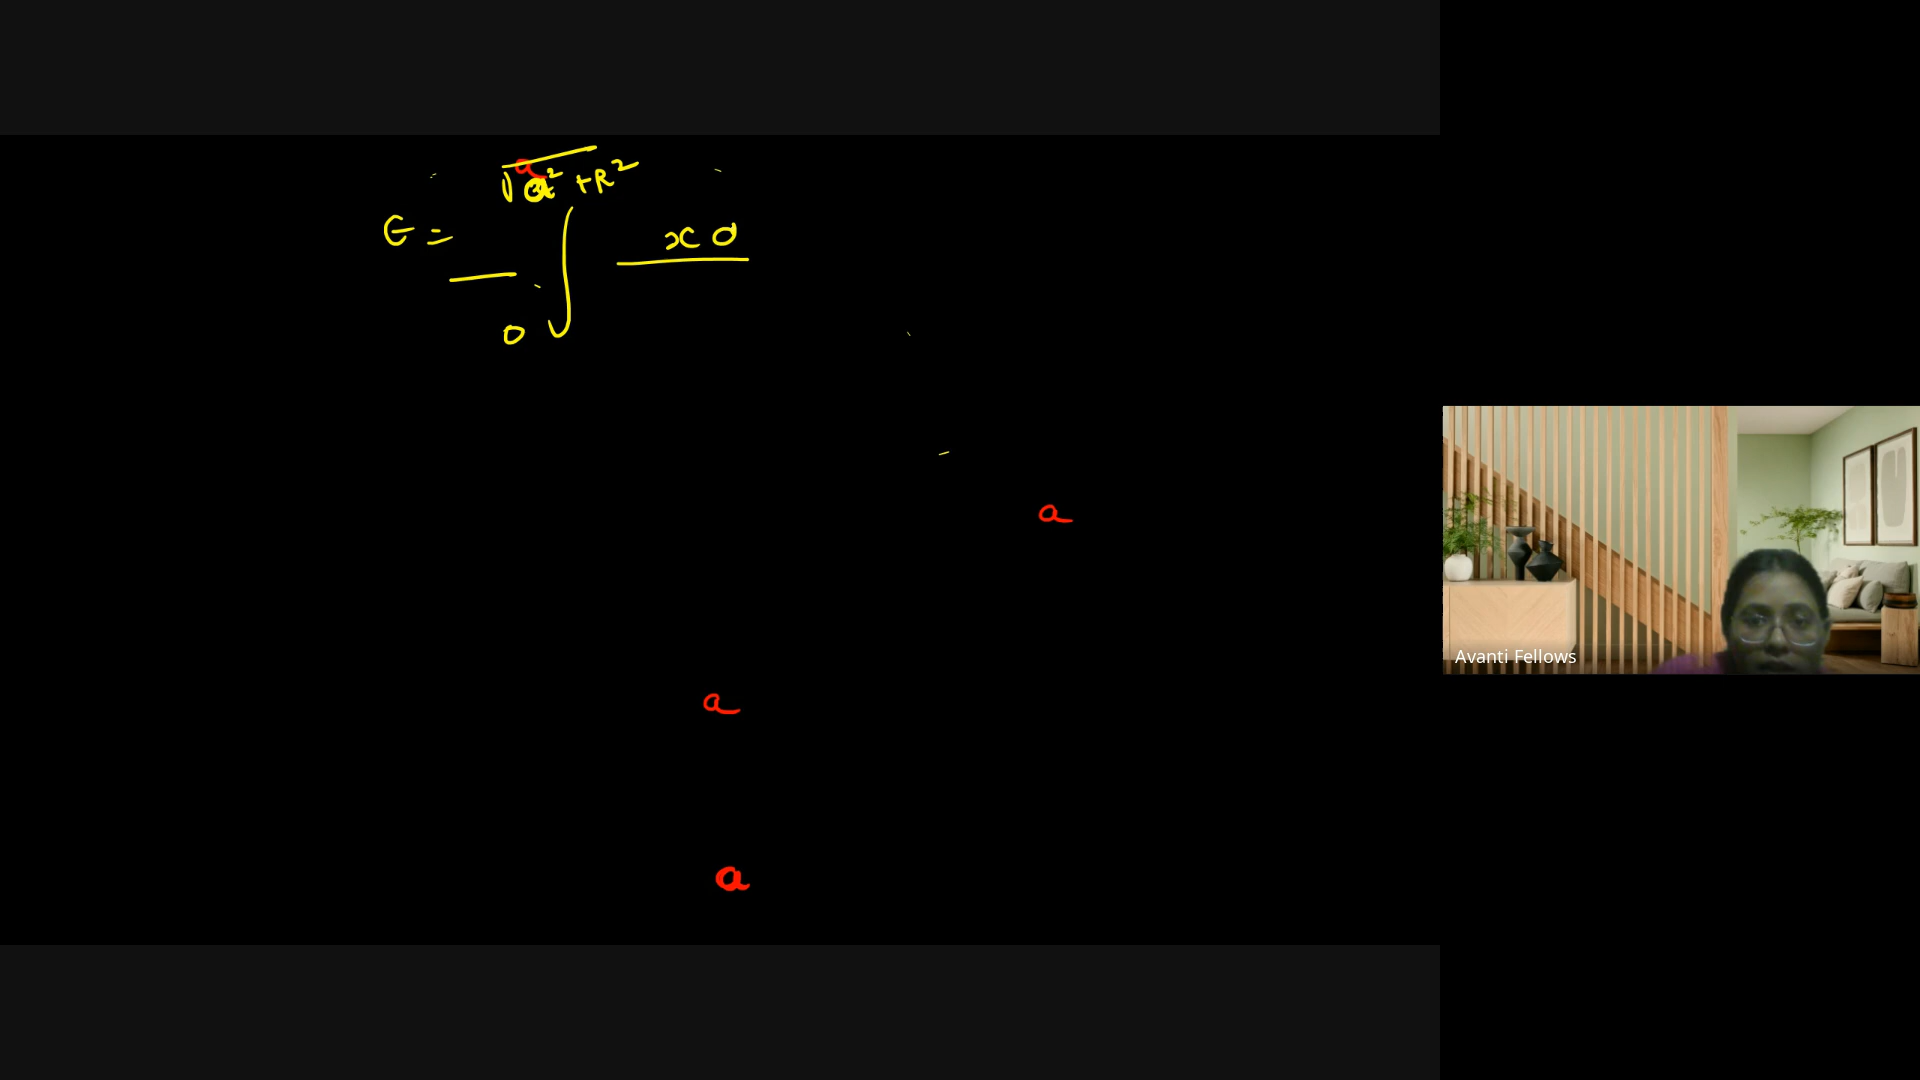 √a² + R²
E = ∫ x d
0
a
a
a
Avanti Fellows